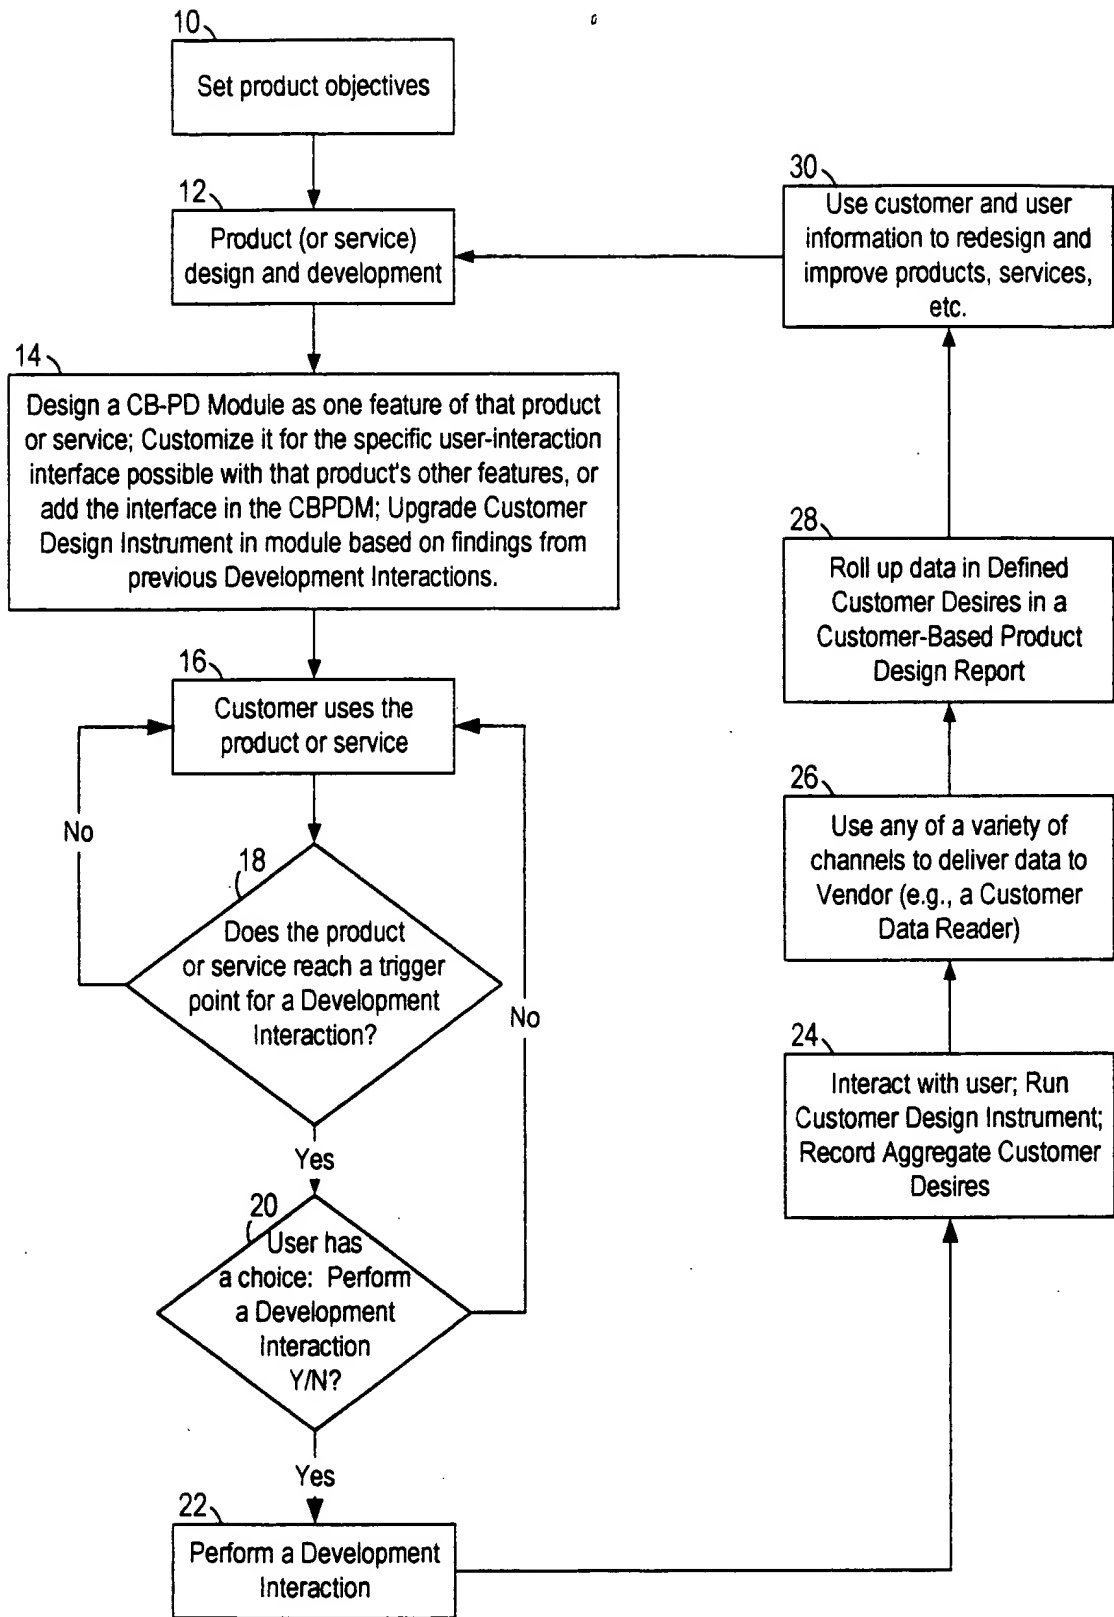 10
Set product objectives
12
Product (or service)
design and development
14
Design a CB-PD Module as one feature of that product
or service; Customize it for the specific user-interaction
interface possible with that product's other features, or
add the interface in the CBPDM; Upgrade Customer
Design Instrument in module based on findings from
previous Development Interactions.
16
Customer uses the
product or service
No
18
Does the product
or service reach a trigger
point for a Development
Interaction?
No
Yes
20
User has
a choice: Perform
a Development
Interaction
Y/N?
Yes
22
Perform a Development
Interaction
24
Interact with user; Run
Customer Design Instrument;
Record Aggregate Customer
Desires
26
Use any of a variety of
channels to deliver data to
Vendor (e.g., a Customer
Data Reader)
28
Roll up data in Defined
Customer Desires in a
Customer-Based Product
Design Report
30
Use customer and user
information to redesign and
improve products, services,
etc.